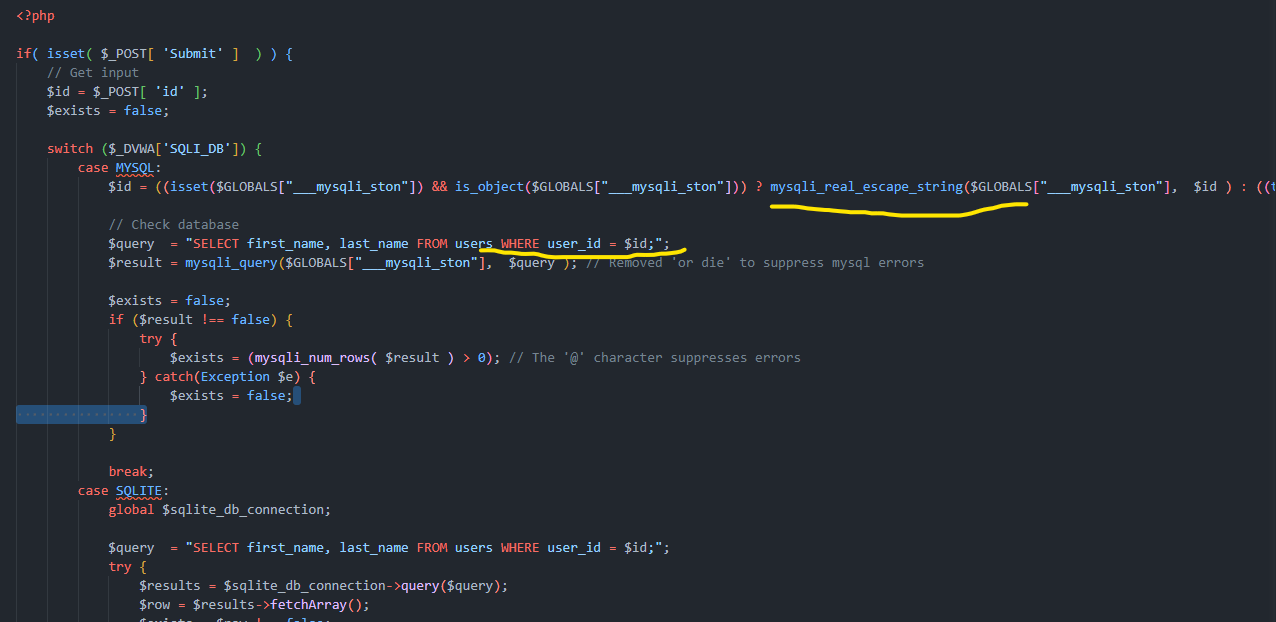 <?php
if( isset( $_POST[ 'Submit' ]  ) ) {
// Get input
$id = $_POST[ 'id' ];
$exists = false;
switch ($_DVWA['SQLI_DB']) {
case MYSQL:
$id = ((isset($GLOBALS["___mysqli_ston"]) && is_object($GLOBALS["___mysqli_ston"])) ? mysqli_real_escape_string($GLOBALS["___mysqli_ston"],  $id ) : ((
// Check database
$query  = "SELECT first_name, last_name FROM users WHERE user_id = $id;";
$result = mysqli_query($GLOBALS["___mysqli_ston"],  $query ); // Removed 'or die' to suppress mysql errors
$exists = false;
if ($result !== false) {
try {
$exists = (mysqli_num_rows( $result ) > 0); // The '@' character suppresses errors
} catch(Exception $e) {
$exists = false;
}
}
break;
case SQLITE:
global $sqlite_db_connection;
$query  = "SELECT first_name, last_name FROM users WHERE user_id = $id;";
try {
$results = $sqlite_db_connection->query($query);
$row = $results->fetchArray();